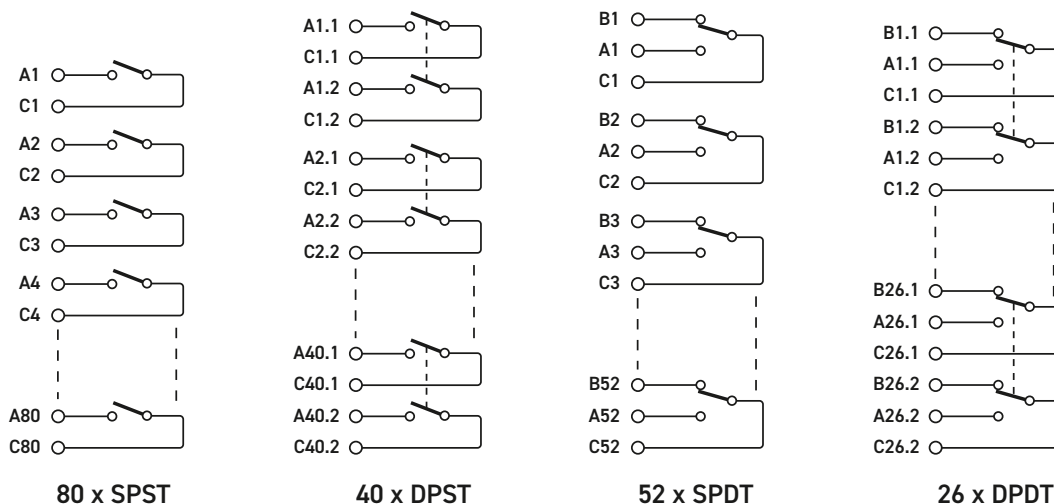 A1
C1
A2
C2
A3
C3
A4
C4
A80
C80
80 x SPST
A1.1
C1.1
A1.2
C1.2
A2.1
C2.1
A2.2
C2.2
A40.1
C40.1
A40.2
C40.2
40 x DPST
B1
A1
C1
B2
A2
C2
B3
A3
C3
B52
A52
C52
52 x SPDT
B1.1
A1.1
C1.1
B1.2
A1.2
C1.2
B26.1
A26.1
C26.1
B26.2
A26.2
C26.2
26 x DPDT